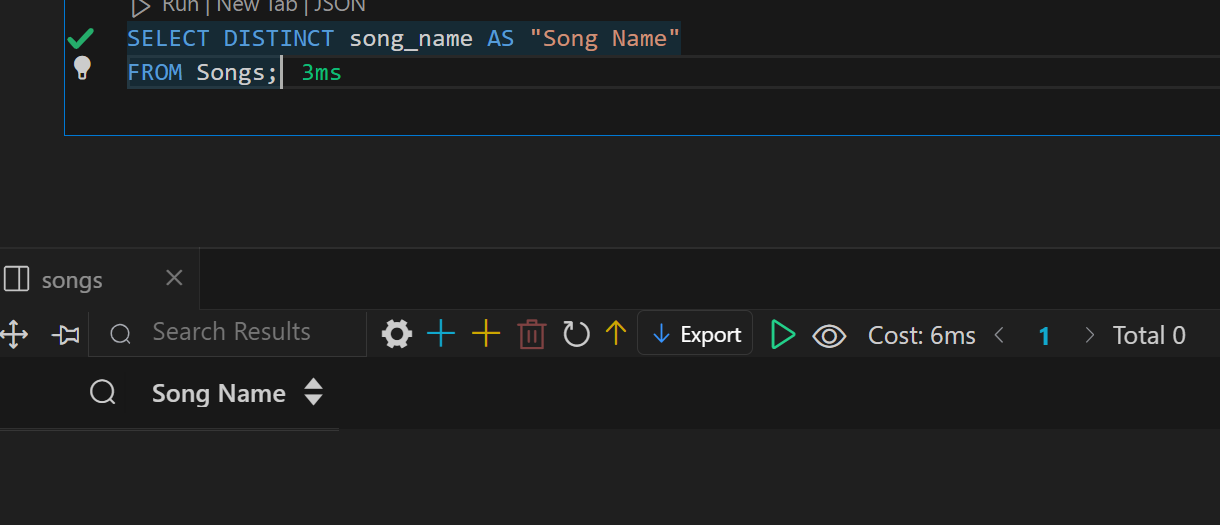 Run | New Tab | JSON
SELECT DISTINCT song_name AS "Song Name"
FROM Songs; 3ms
songs
Search Results Export Cost: 6ms 1 Total 0
Song Name